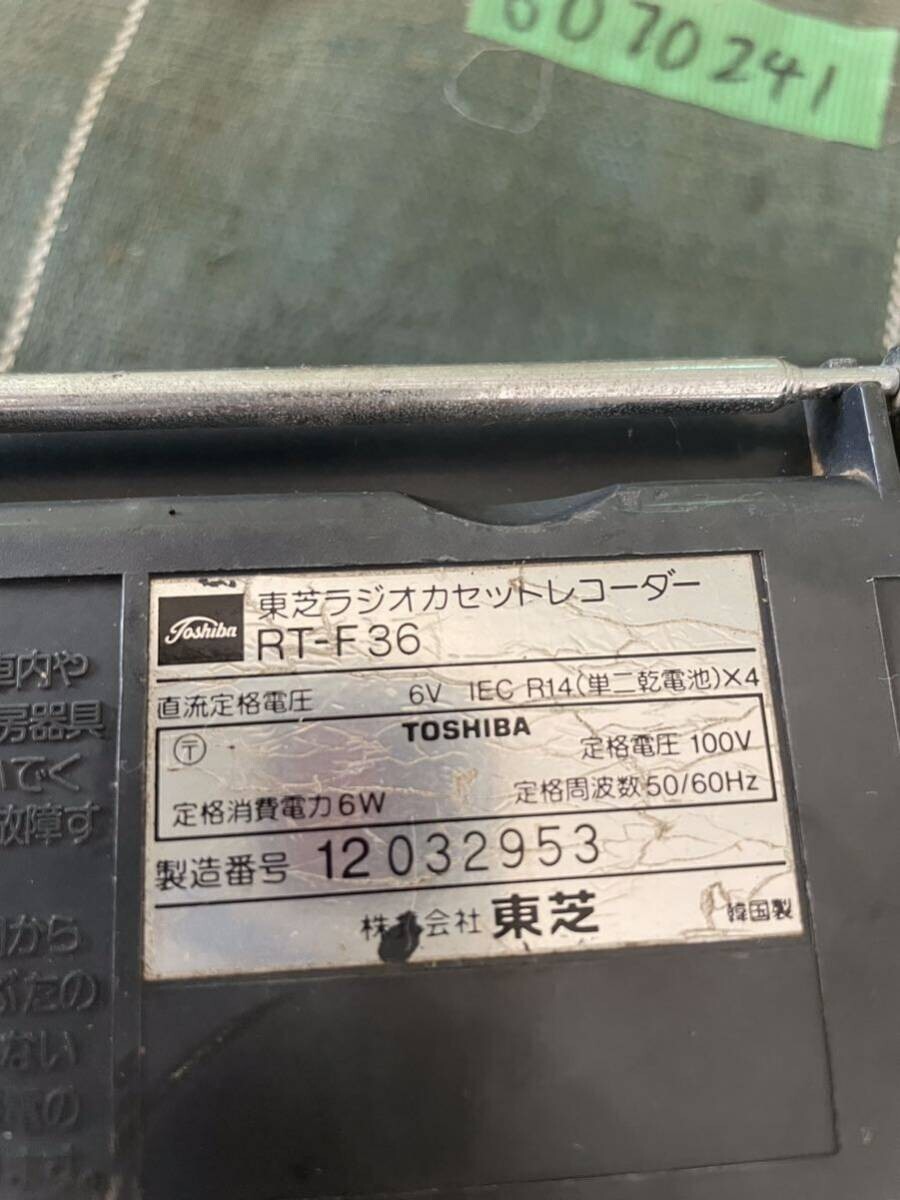 6070241
東芝ラジオカセットレコーダー
Toshiba
RT-F36
直流定格電圧 6V IEC R14(単二乾電池)×4
TOSHIBA
〒 定格電圧 100V
定格消費電力6W 定格周波数50/60Hz
製造番号 12 032953
株式会社 東芝 韓国製
車内や
房器具
いでく
故障す
から
ぶたの
ない
の